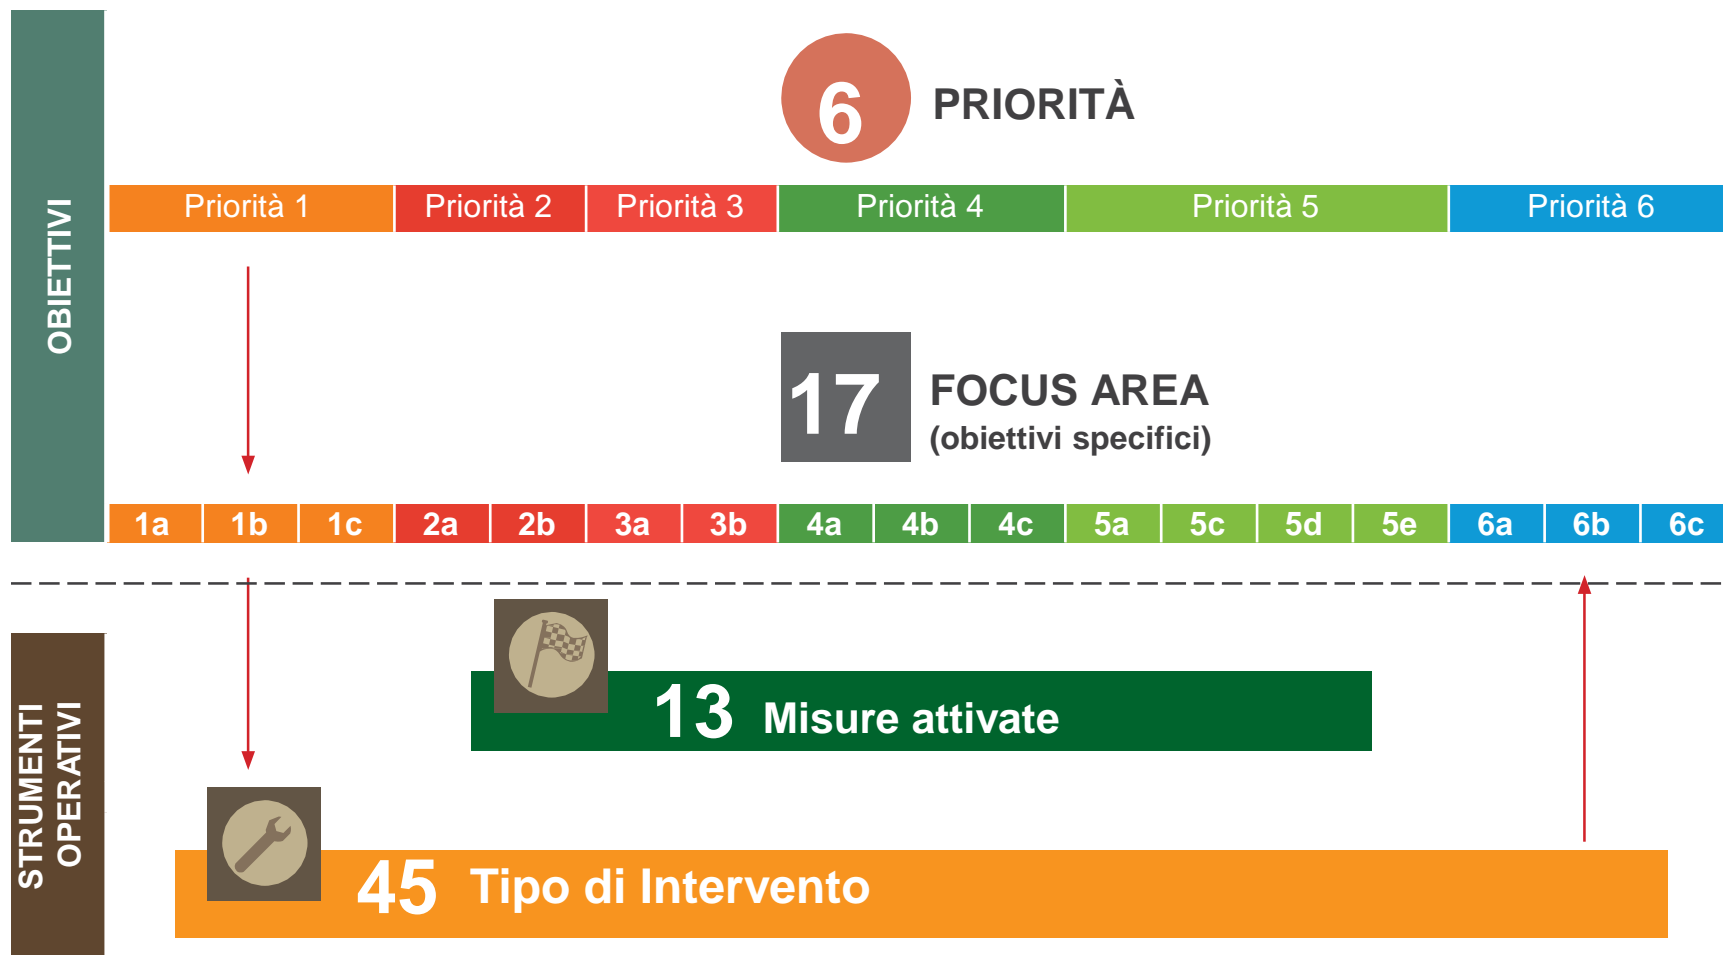 OBIETTIVI
6 PRIORITÀ
Priorità 1 Priorità 2 Priorità 3 Priorità 4 Priorità 5 Priorità 6
17 FOCUS AREA
(obiettivi specifici)
1a 1b 1c 2a 2b 3a 3b 4a 4b 4c 5a 5c 5d 5e 6a 6b 6c
STRUMENTI
OPERATIVI
13 Misure attivate
45 Tipo di Intervento